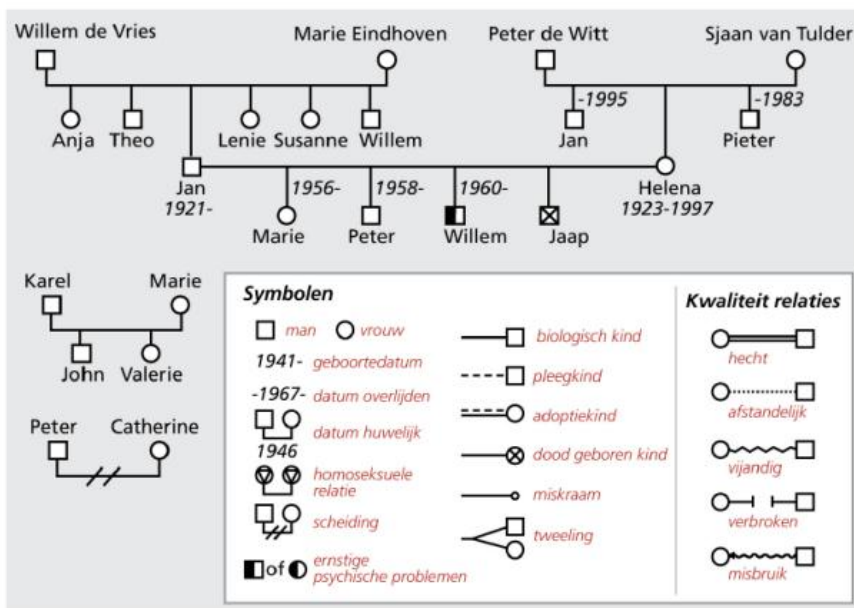 Willem de Vries Marie Eindhoven Peter de Witt Sjaan van Tulder
-1995 -1983
Anja Theo Lenie Susanne Willem Jan Pieter
Jan 1956- 1958- 1960- Helena
1921- 1923-1997
Marie Peter Willem Jaap
Karel Marie
John Valerie
Peter Catherine
Symbolen
man vrouw
1941- geboortedatum
-1967- datum overlijden
datum huwelijk
1946
homoseksuele
relatie
scheiding
of ernstige
psychische problemen
biologisch kind
pleegkind
adoptiekind
dood geboren kind
miskraam
tweeling
Kwaliteit relaties
hecht
afstandelijk
vijandig
verbroken
misbruik